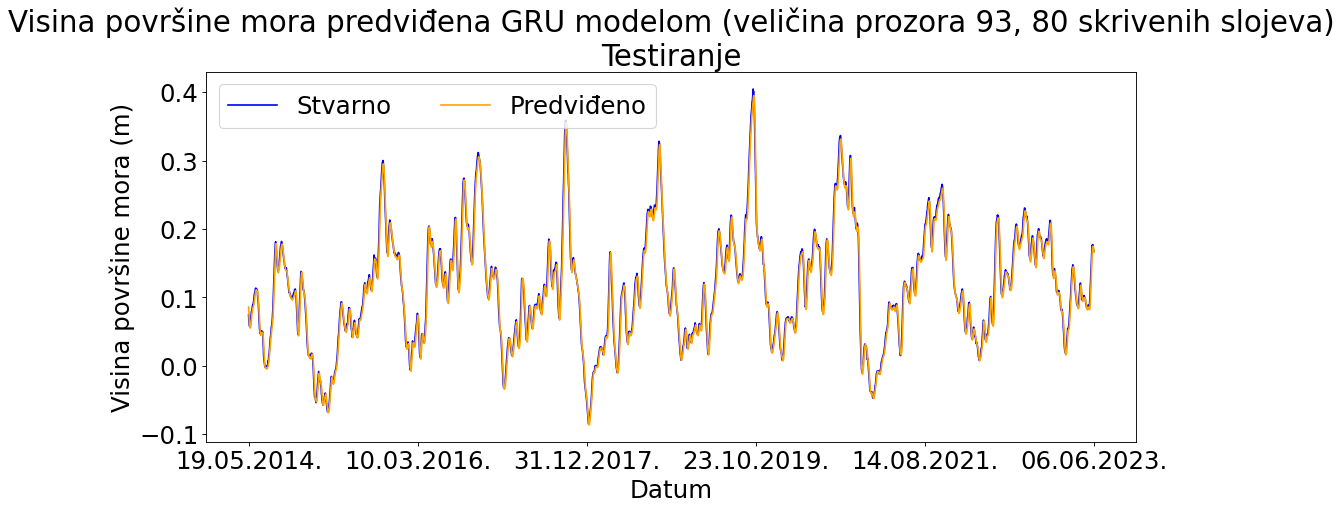 Visina površine mora predviđena GRU modelom (veličina prozora 93, 80 skrivenih slojeva)
Testiranje
Stvarno
Predviđeno
Visina površine mora (m)
0.4
0.3
0.2
0.1
0.0
−0.1
19.05.2014.
10.03.2016.
31.12.2017.
23.10.2019.
14.08.2021.
06.06.2023.
Datum